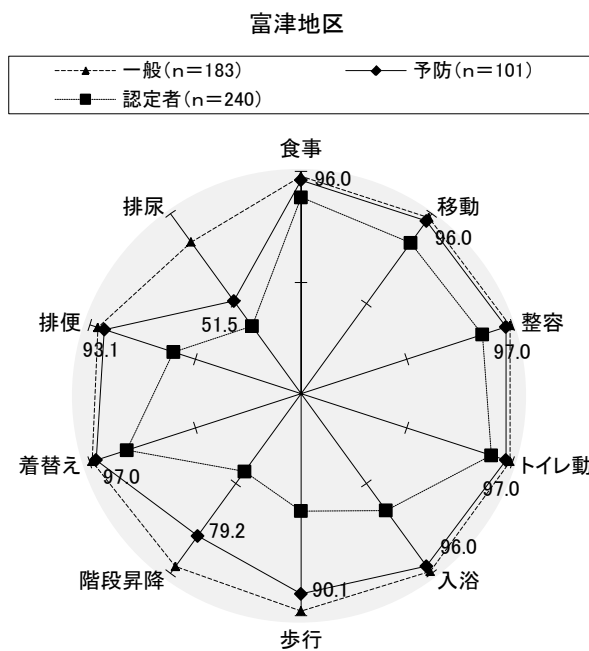 富津地区
一般(n=183)
予防(n=101)
認定者(n=240)
食事
96.0
移動
96.0
整容
97.0
トイレ動
97.0
入浴
96.0
歩行
90.1
階段昇降
79.2
着替え
97.0
排便
93.1
排尿
51.5